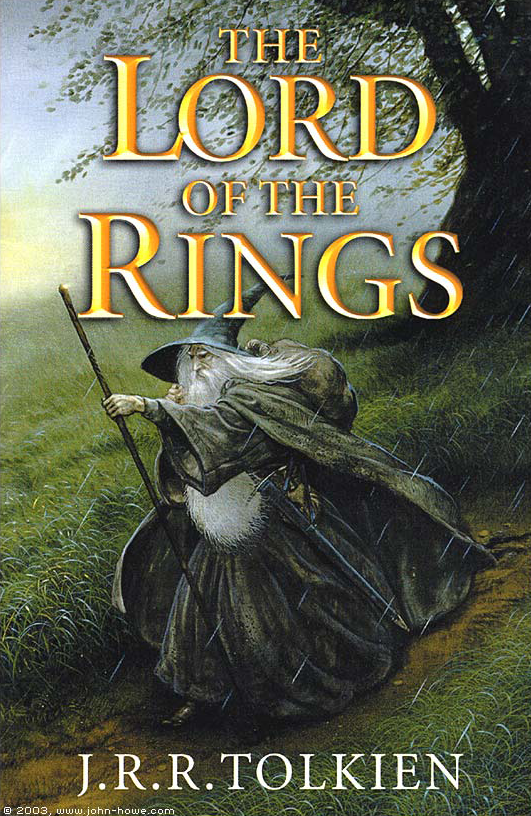 THE
LORD
OF THE
RINGS
J.R.R.TOLKIEN
© 2003, www.john-howe.com